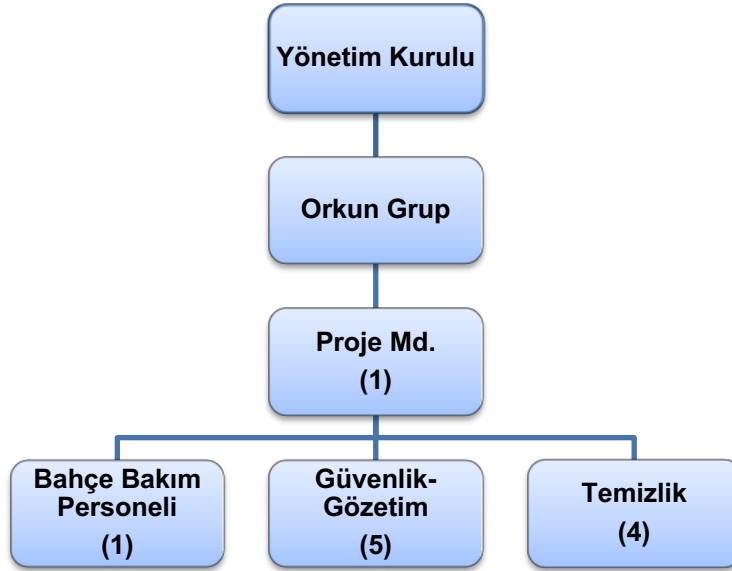 Yönetim Kurulu
Orkun Grup
Proje Md.
(1)
Bahçe Bakım
Personeli
(1)
Güvenlik-
Gözetim
(5)
Temizlik
(4)